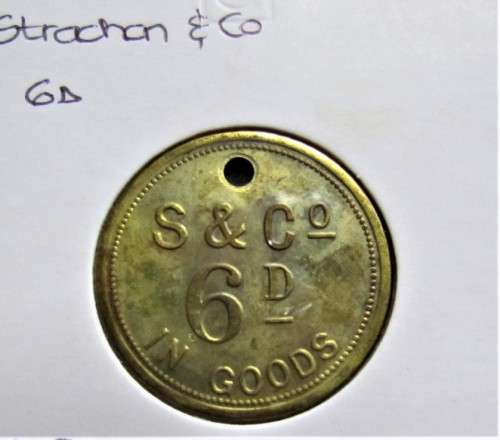 Strachan & Co
6D
S & Co
6D
IN GOODS